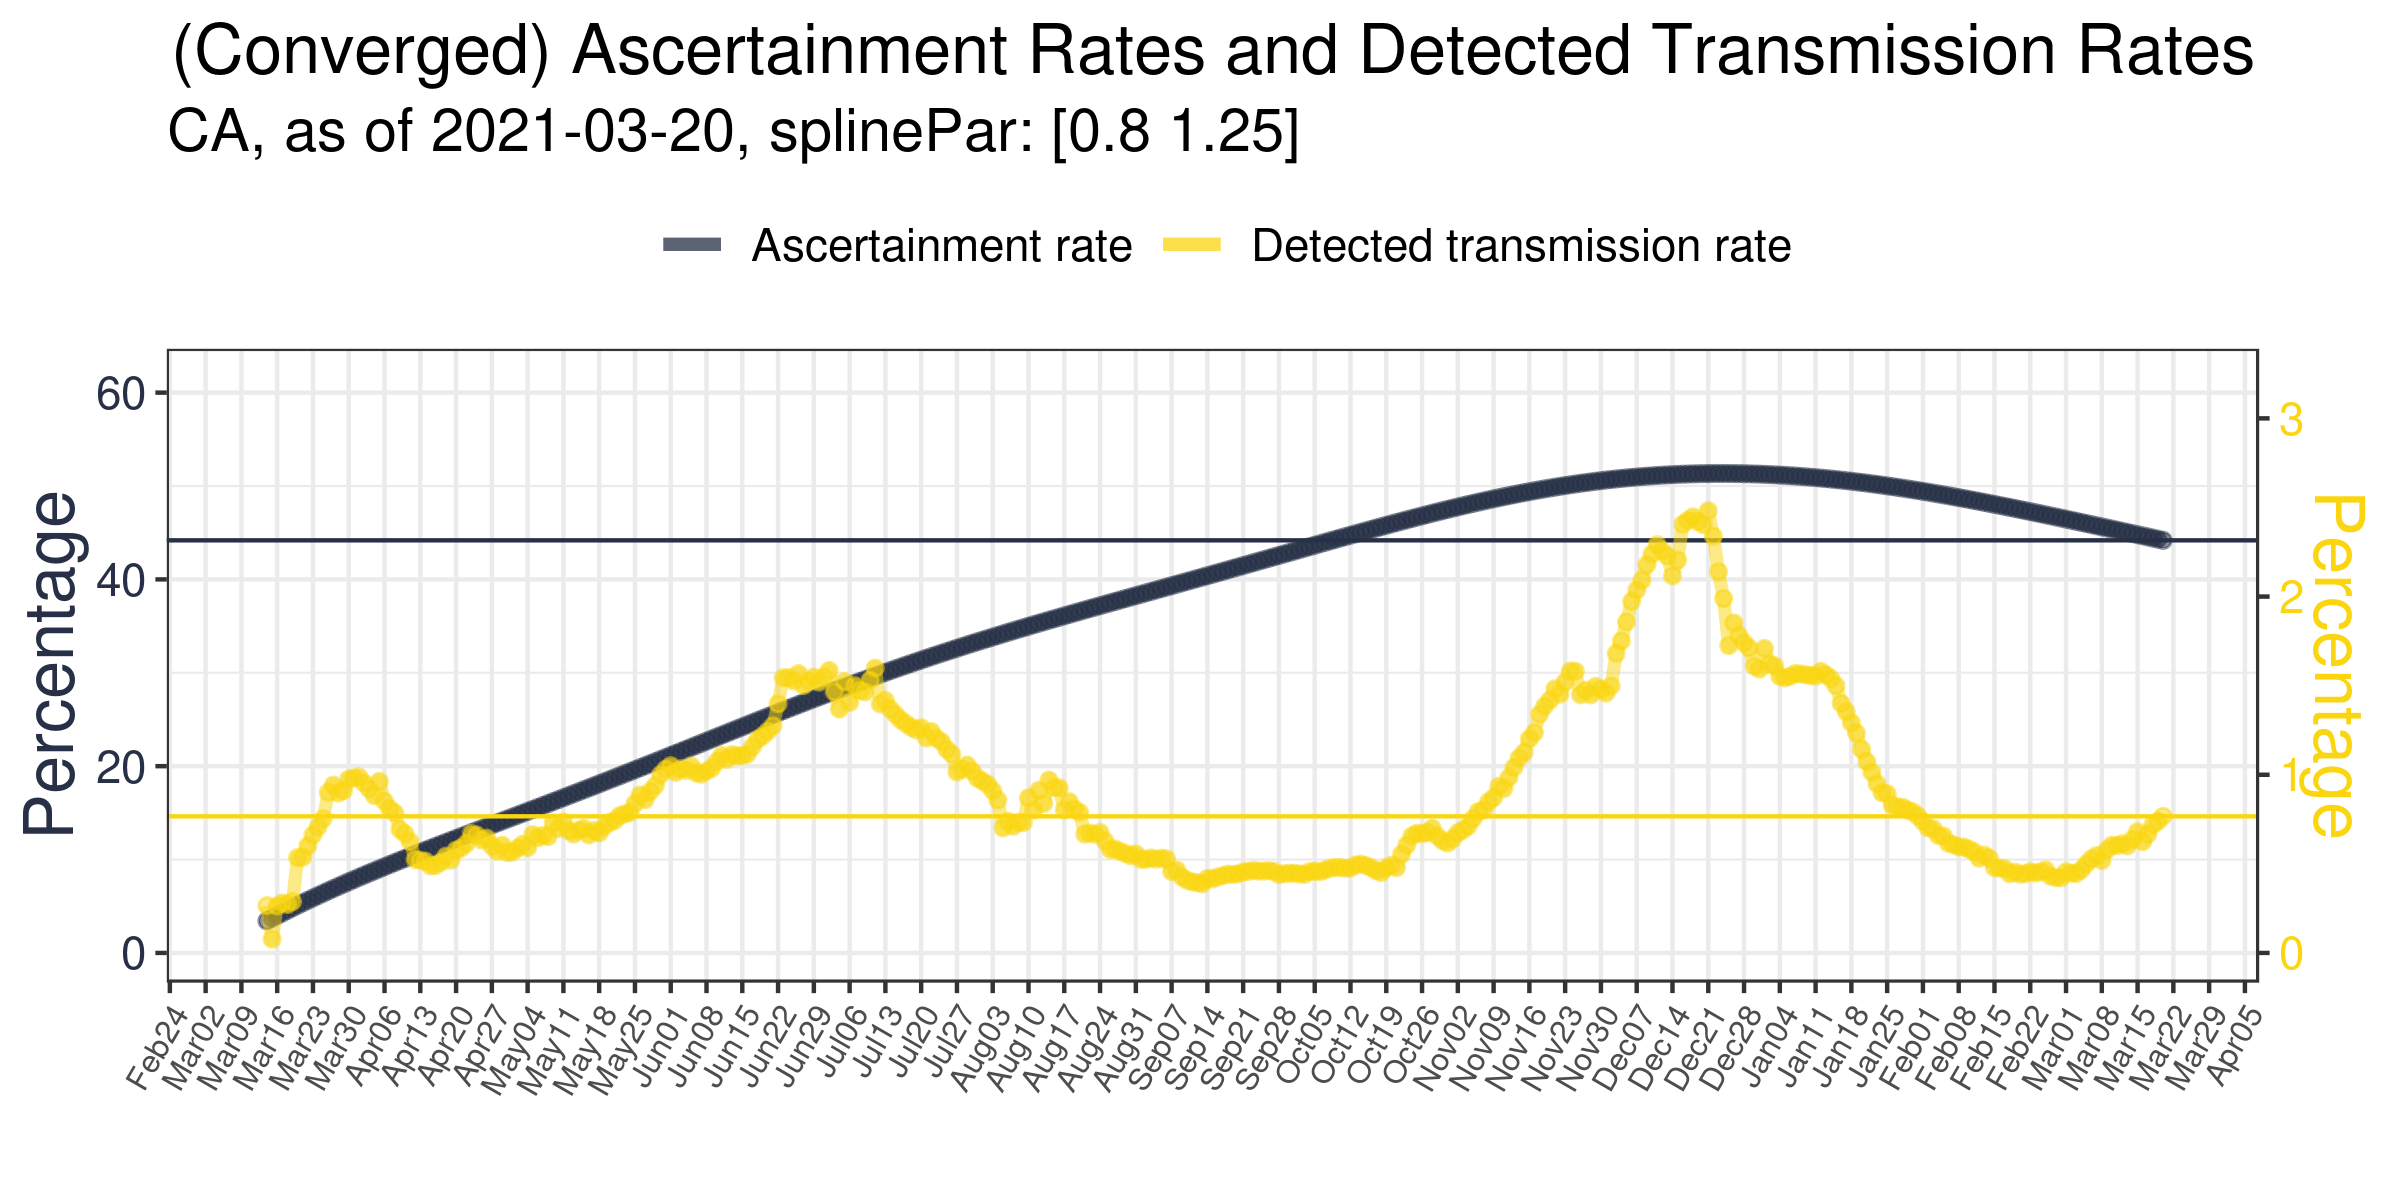 (Converged) Ascertainment Rates and Detected Transmission Rates
CA, as of 2021-03-20, splinePar: [0.8 1.25]
Ascertainment rate Detected transmission rate
Percentage
60
40
20
0
3
2
1
0
Percentage
Feb24 Mar02 Mar09 Mar16 Mar23 Mar30 Apr06 Apr13 Apr20 Apr27 May04 May11 May18 May25 Jun01 Jun08 Jun15 Jun22 Jun29 Jul06 Jul13 Jul20 Jul27 Aug03 Aug10 Aug17 Aug24 Aug31 Sep07 Sep14 Sep21 Sep28 Oct05 Oct12 Oct19 Oct26 Nov02 Nov09 Nov16 Nov23 Nov30 Dec07 Dec14 Dec21 Dec28 Jan04 Jan11 Jan18 Jan25 Feb01 Feb08 Feb15 Feb22 Mar01 Mar08 Mar15 Mar22 Mar29 Apr05